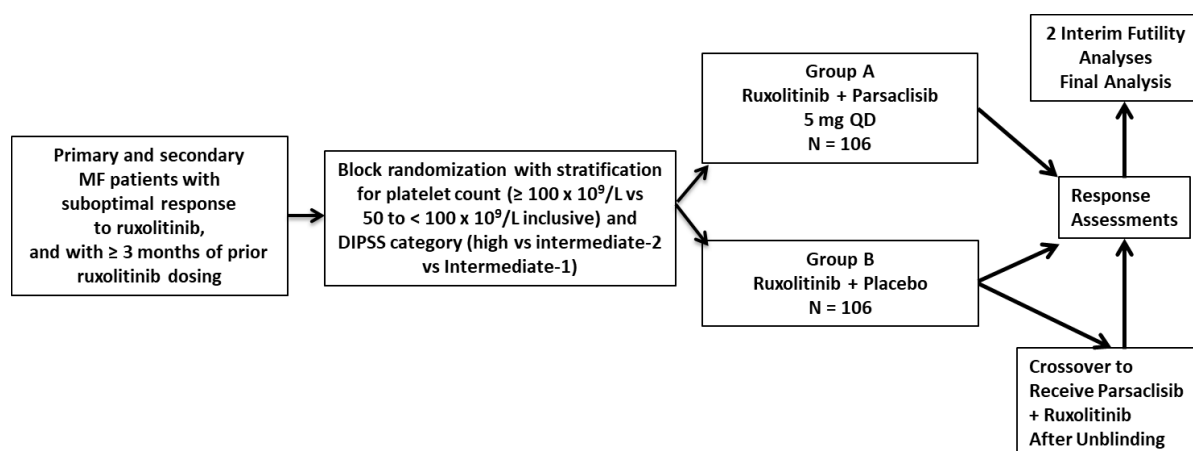 Primary and secondary
MF patients with
suboptimal response
to ruxolitinib,
and with ≥ 3 months of prior
ruxolitinib dosing
Block randomization with stratification
for platelet count (≥ 100 x 10⁹/L vs
50 to < 100 x 10⁹/L inclusive) and
DIPSS category (high vs intermediate-2
vs Intermediate-1)
Group A
Ruxolitinib + Parsaclisib
5 mg QD
N = 106
Group B
Ruxolitinib + Placebo
N = 106
2 Interim Futility
Analyses
Final Analysis
Response
Assessments
Crossover to
Receive Parsaclisib
+ Ruxolitinib
After Unblinding